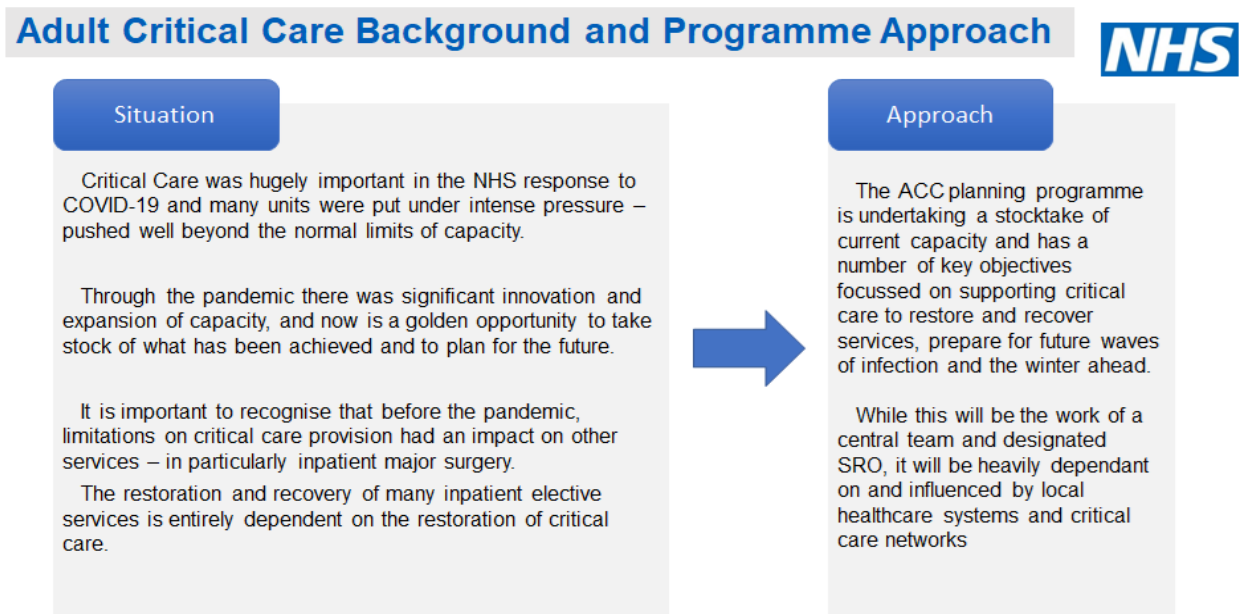 Adult Critical Care Background and Programme Approach
NHS
Situation
Critical Care was hugely important in the NHS response to
COVID-19 and many units were put under intense pressure –
pushed well beyond the normal limits of capacity.
Through the pandemic there was significant innovation and
expansion of capacity, and now is a golden opportunity to take
stock of what has been achieved and to plan for the future.
It is important to recognise that before the pandemic,
limitations on critical care provision had an impact on other
services – in particularly inpatient major surgery.
The restoration and recovery of many inpatient elective
services is entirely dependent on the restoration of critical
care.
Approach
The ACC planning programme
is undertaking a stocktake of
current capacity and has a
number of key objectives
focussed on supporting critical
care to restore and recover
services, prepare for future waves
of infection and the winter ahead.
While this will be the work of a
central team and designated
SRO, it will be heavily dependant
on and influenced by local
healthcare systems and critical
care networks